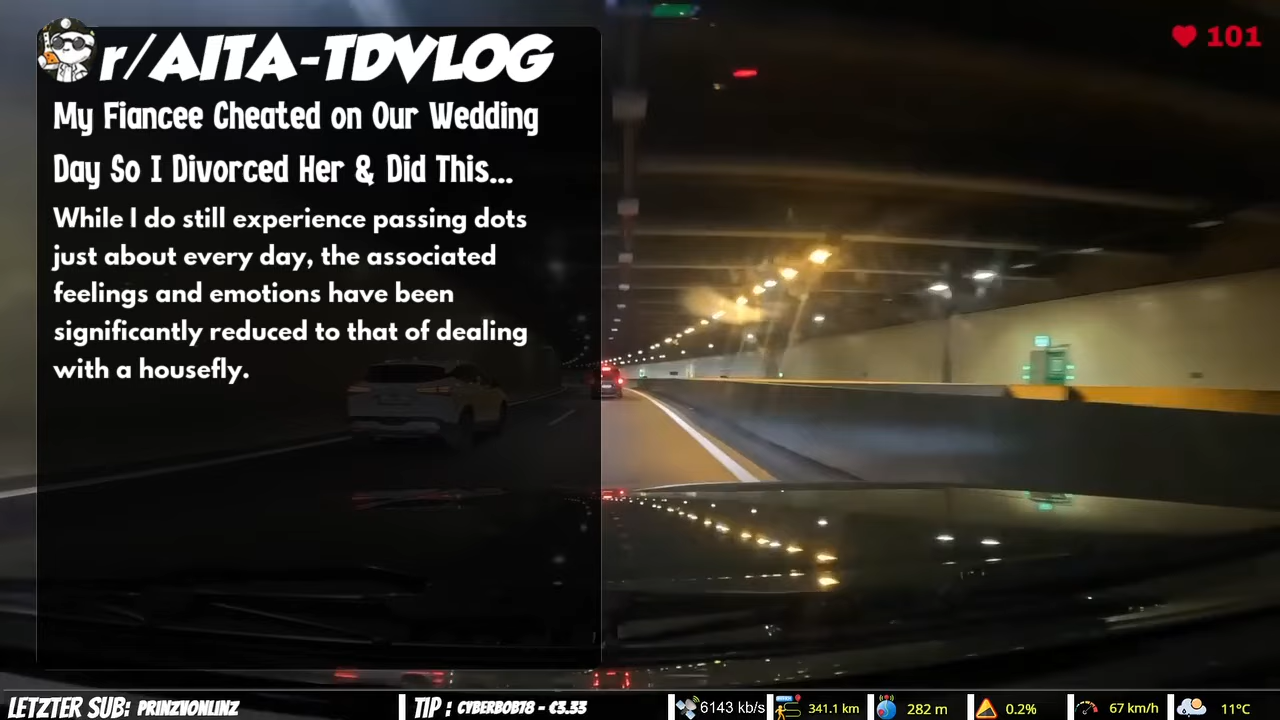 r/AITA-TDVLOG
101
My Fiancee Cheated on Our Wedding
Day So I Divorced Her & Did This...
While I do still experience passing dots
just about every day, the associated
feelings and emotions have been
significantly reduced to that of dealing
with a housefly.
LETZTER SUB: PRINZVONLINZ
TIP : CYBERBOB78 - €3.33
6143 kb/s
341.1 km
282 m
0.2%
67 km/h
11°C